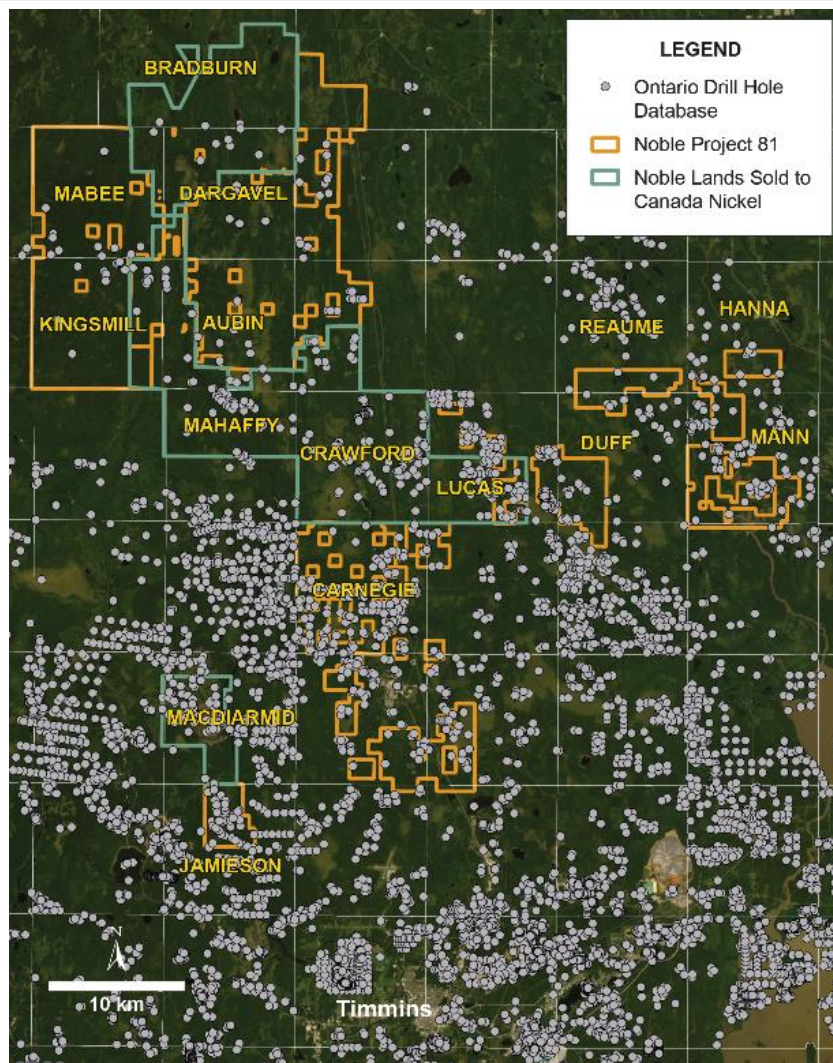 LEGEND
Ontario Drill Hole
Database
Noble Project 81
Noble Lands Sold to
Canada Nickel
BRADBURN
MABEE
DARGAVEL
KINGSMILL
AUBIN
REAUME
HANNA
MAHAFFY
CRAWFORD
DUFF
MANN
LUCAS
CARNEGIE
MACDIARMID
JAMIESON
N
10 km
Timmins